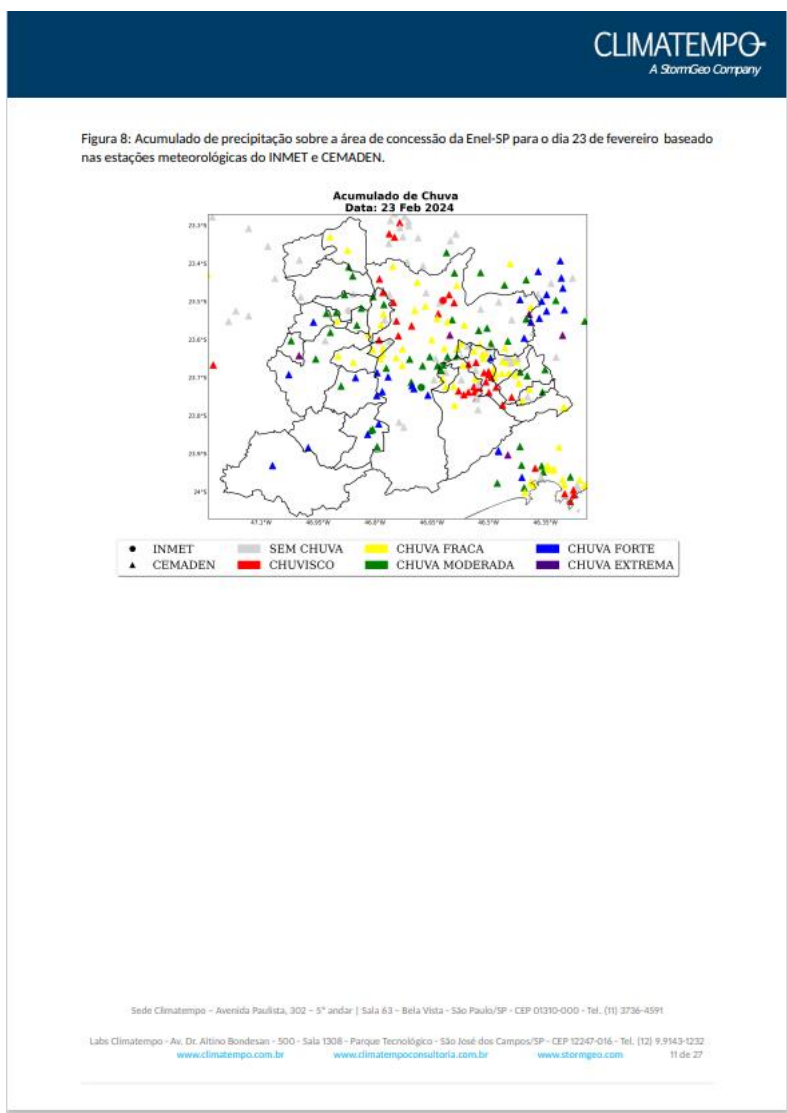 CLIMATEMPO
A StormGeo Company
Figura 8: Acumulado de precipitação sobre a área de concessão da Enel-SP para o dia 23 de fevereiro baseado
nas estações meteorológicas do INMET e CEMADEN.
Acumulado de Chuva
Data: 23 Feb 2024
23.3°S
23.4°S
23.5°S
23.6°S
23.7°S
23.8°S
23.9°S
24°S
47.1°W 46.95°W 46.8°W 46.65°W 46.5°W 46.35°W
INMET SEM CHUVA CHUVA FRACA CHUVA FORTE
CEMADEN CHUVISCO CHUVA MODERADA CHUVA EXTREMA
Sede Climatempo – Avenida Paulista, 302 – 5° andar | Sala 63 – Bela Vista - São Paulo/SP - CEP 01310-000 - Tel. (11) 3736-4591
Labs Climatempo - Av. Dr. Altino Bondesan - 500 - Sala 1308 - Parque Tecnológico - São José dos Campos/SP - CEP 12247-016 - Tel. (12) 9.9143-1232
www.climatempo.com.br www.climatempoconsultoria.com.br www.stormgeo.com 11 de 27